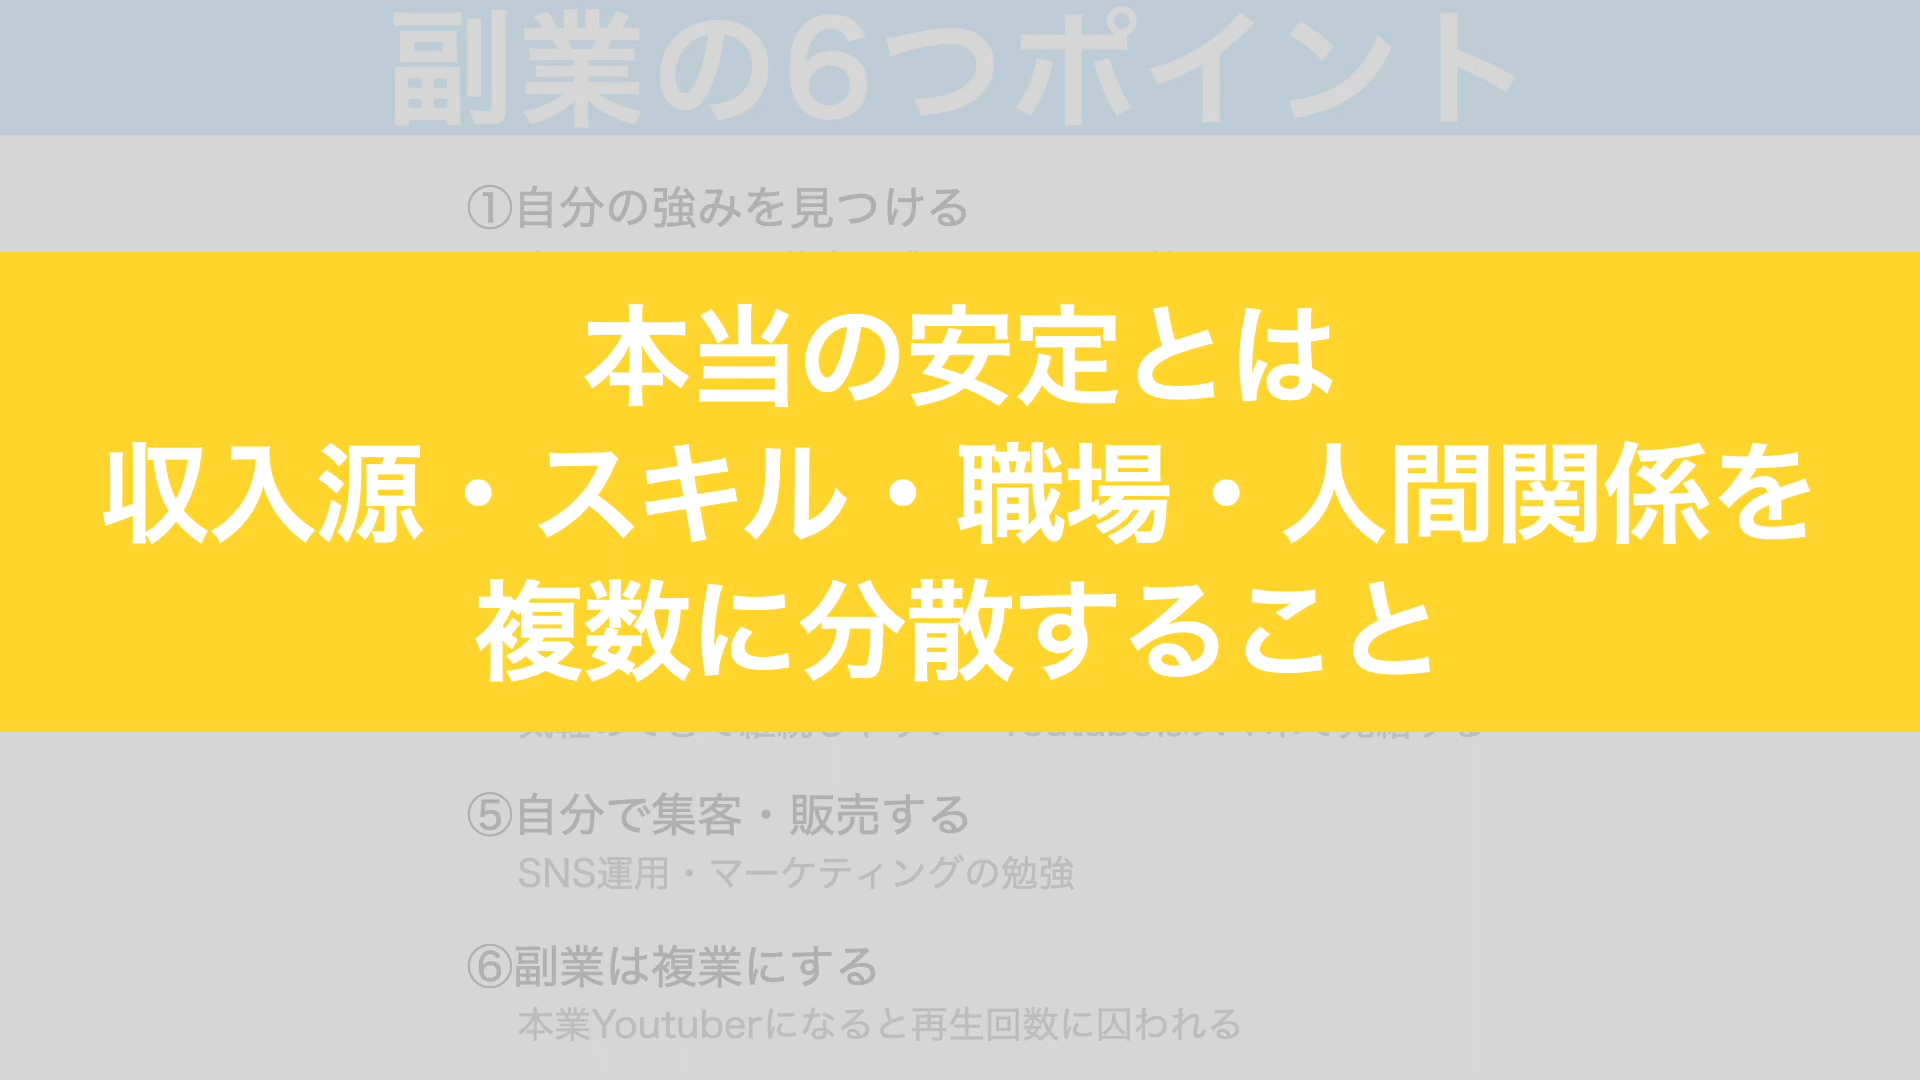 副業の6つポイント
①自分の強みを見つける
本当の安定とは
収入源・スキル・職場・人間関係を
複数に分散すること
⑤自分で集客・販売する
SNS運用・マーケティングの勉強
⑥副業は複業にする
本業Youtuberになると再生回数に囚われる